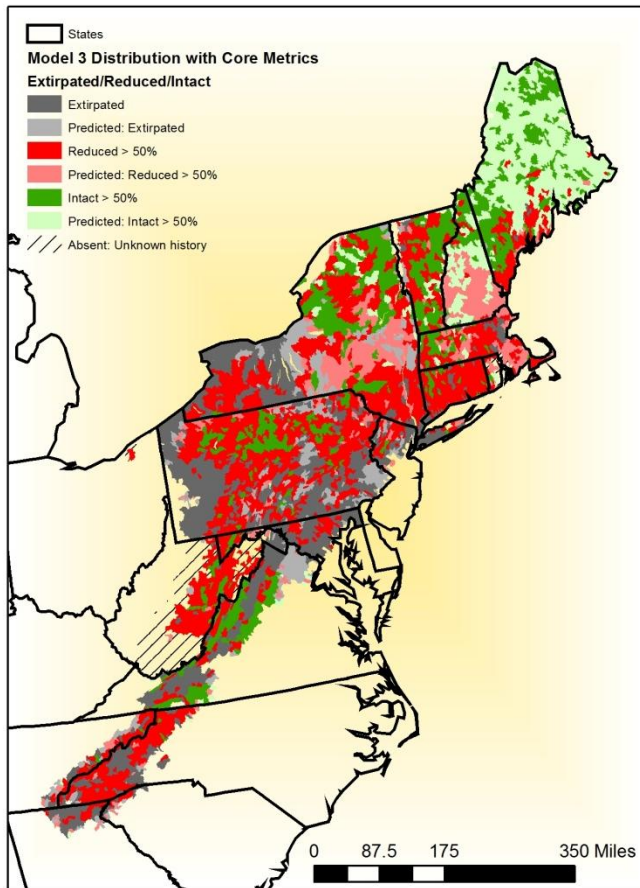 States
Model 3 Distribution with Core Metrics
Extirpated/Reduced/Intact
Extirpated
Predicted: Extirpated
Reduced > 50%
Predicted: Reduced > 50%
Intact > 50%
Predicted: Intact > 50%
Absent: Unknown history
0 87.5 175 350 Miles